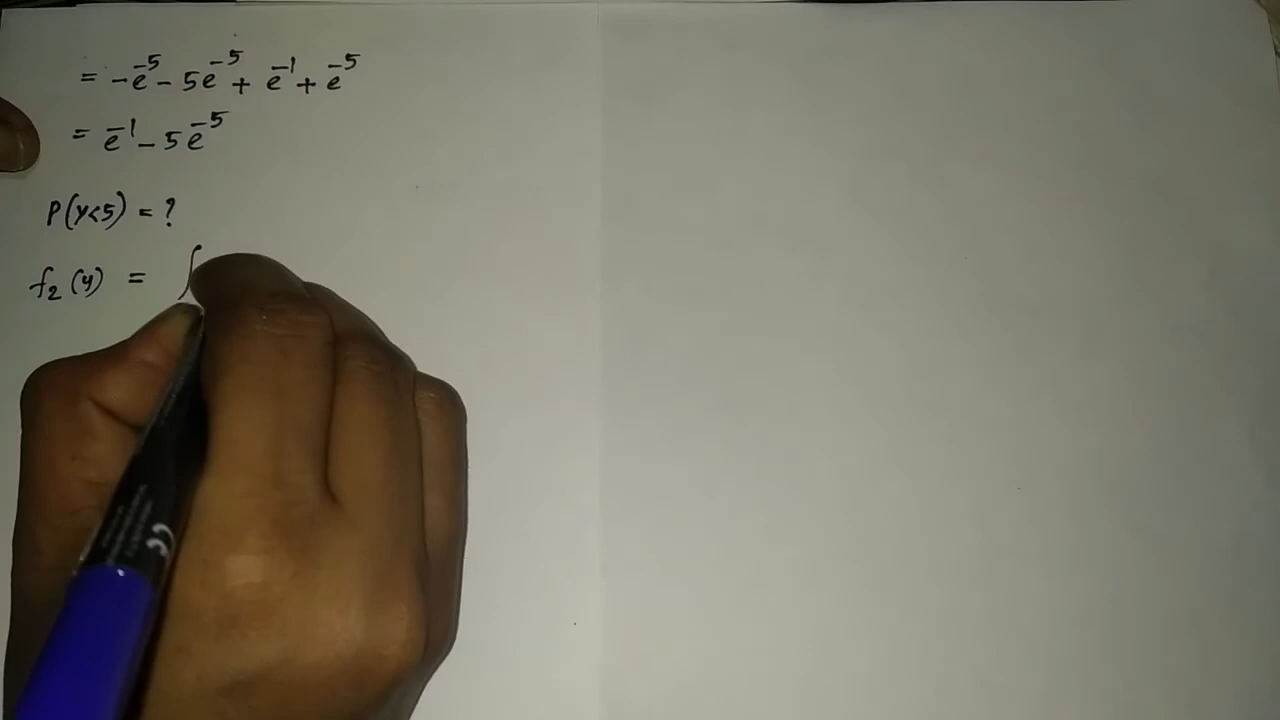 = -e⁻⁵ - 5e⁻⁵ + e⁻¹ + e⁻⁵
= e⁻¹ - 5e⁻⁵
P(y<5) = ?
f₂(y) = ∫